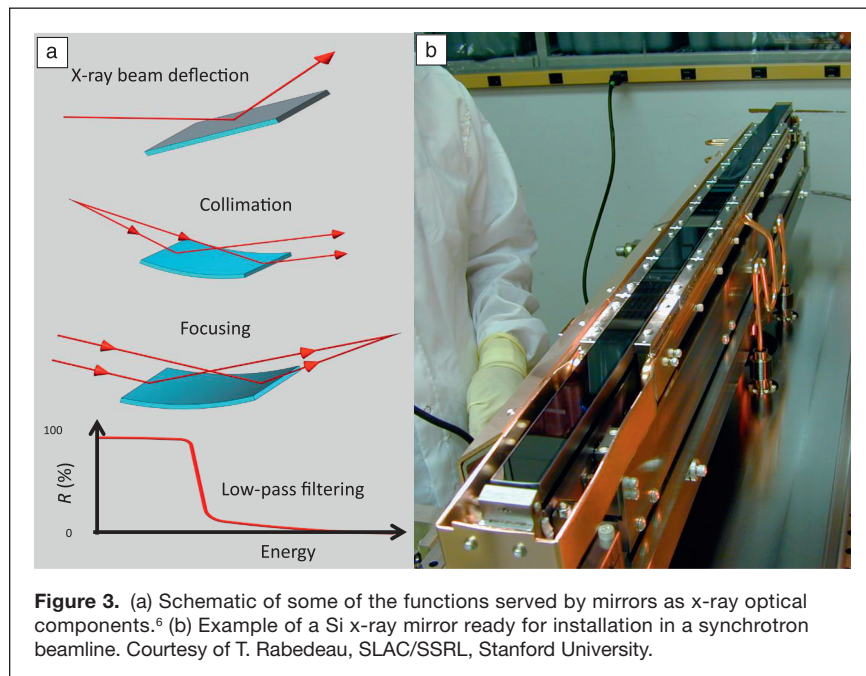 a
X-ray beam deflection
Collimation
Focusing
100
R (%)
0
Low-pass filtering
Energy
b
Figure 3. (a) Schematic of some of the functions served by mirrors as x-ray optical
components.⁶ (b) Example of a Si x-ray mirror ready for installation in a synchrotron
beamline. Courtesy of T. Rabedeau, SLAC/SSRL, Stanford University.